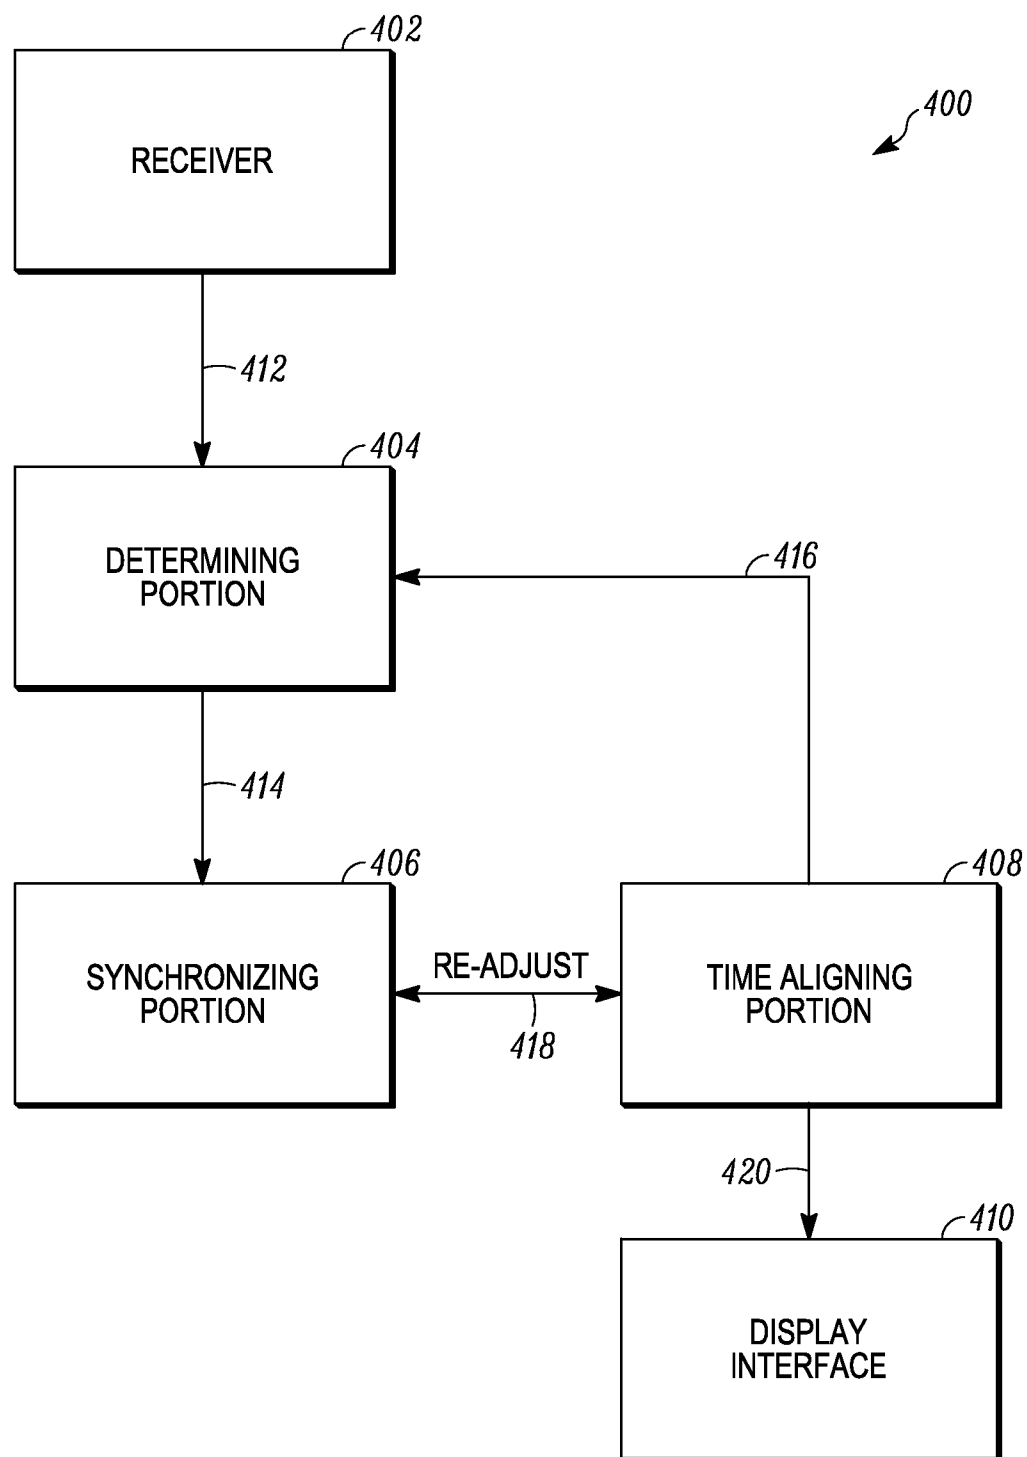 402
RECEIVER
400
412
404
DETERMINING
PORTION
416
414
406
SYNCHRONIZING
PORTION
RE-ADJUST
418
408
TIME ALIGNING
PORTION
420
410
DISPLAY
INTERFACE